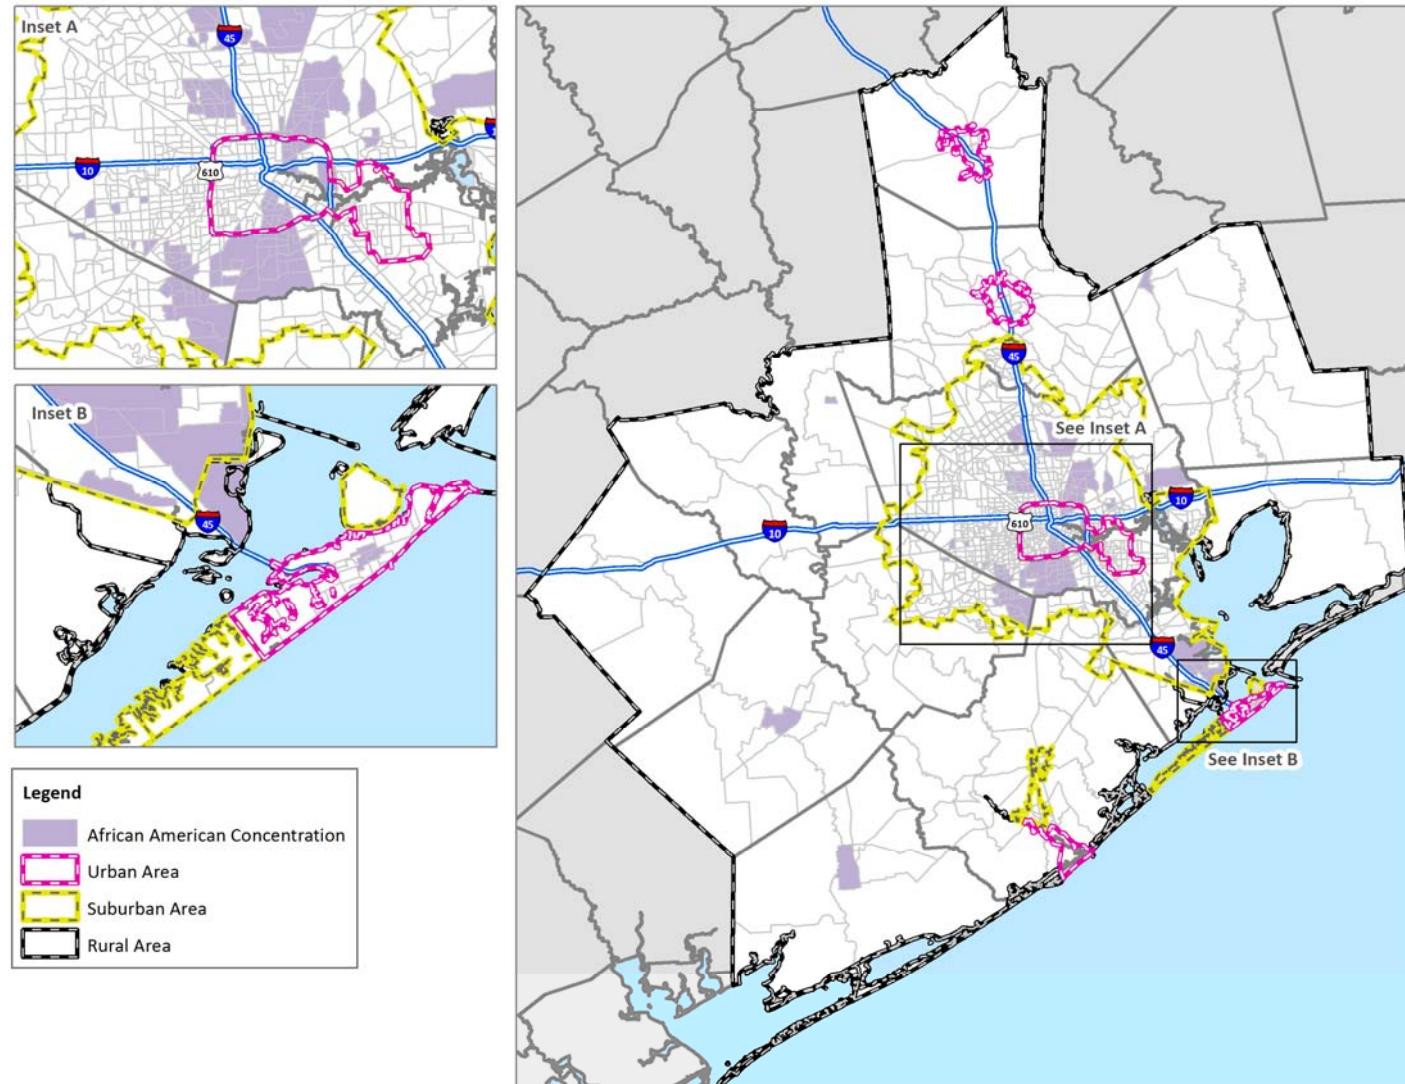 Inset A
45
10
610
1
Inset B
45
Legend
African American Concentration
Urban Area
Suburban Area
Rural Area
45
See Inset A
10
610
10
45
See Inset B